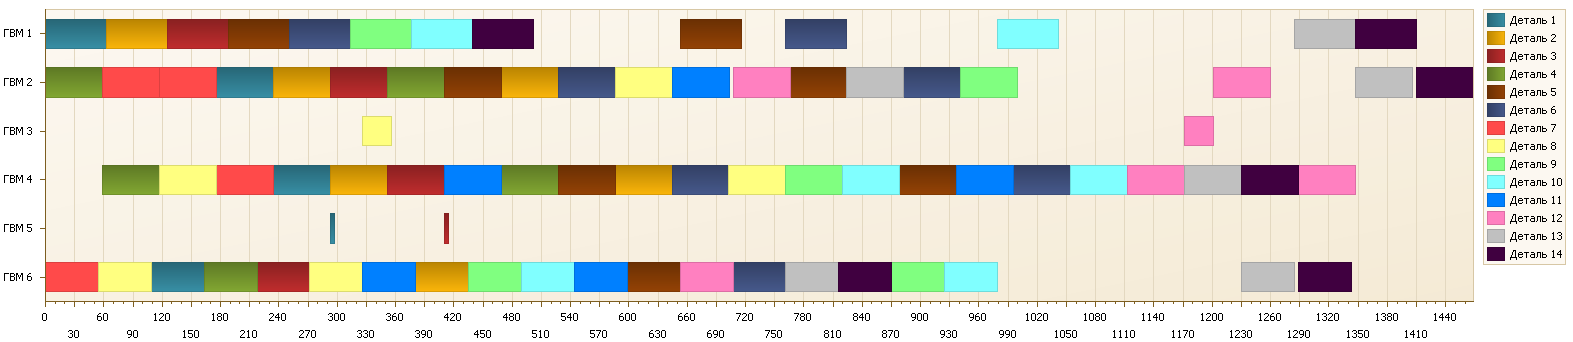 ГВМ 1
ГВМ 2
ГВМ 3
ГВМ 4
ГВМ 5
ГВМ 6
0 60 120 180 240 300 360 420 480 540 600 660 720 780 840 900 960 1020 1080 1140 1200 1260 1320 1380 1440
30 90 150 210 270 330 390 450 510 570 630 690 750 810 870 930 990 1050 1110 1170 1230 1290 1350 1410
Деталь 1
Деталь 2
Деталь 3
Деталь 4
Деталь 5
Деталь 6
Деталь 7
Деталь 8
Деталь 9
Деталь 10
Деталь 11
Деталь 12
Деталь 13
Деталь 14